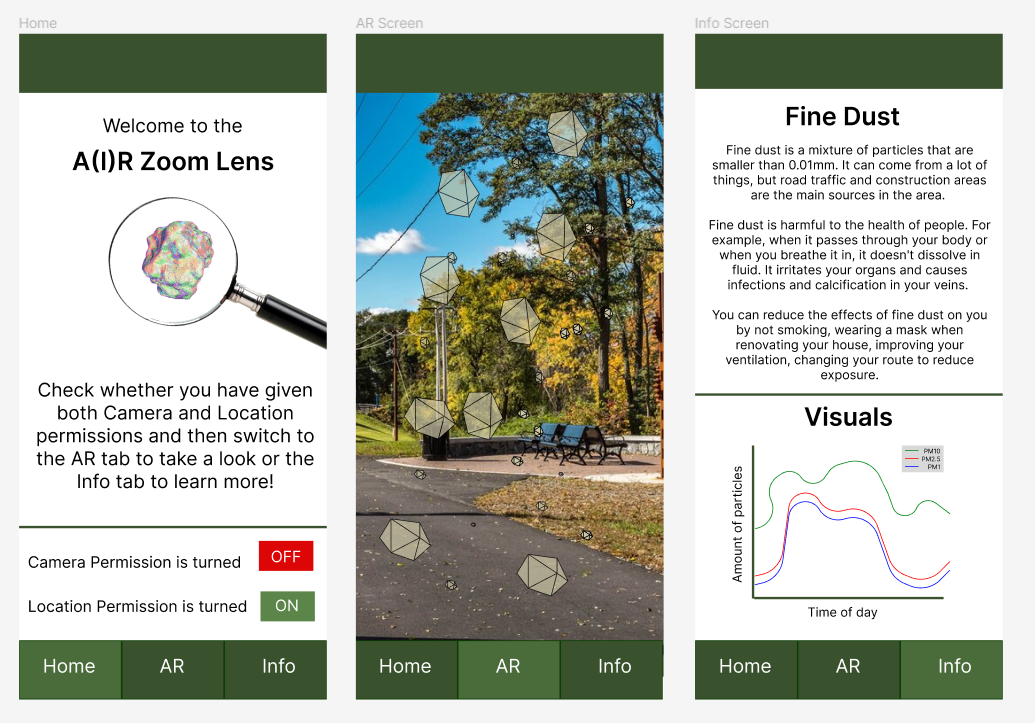 Home
Welcome to the
A(I)R Zoom Lens
Check whether you have given
both Camera and Location
permissions and then switch to
the AR tab to take a look or the
Info tab to learn more!
Camera Permission is turned OFF
Location Permission is turned ON
Home AR Info
AR Screen
Home AR Info
Info Screen
Fine Dust
Fine dust is a mixture of particles that are
smaller than 0.01mm. It can come from a lot of
things, but road traffic and construction areas
are the main sources in the area.
Fine dust is harmful to the health of people. For
example, when it passes through your body or
when you breathe it in, it doesn't dissolve in
fluid. It irritates your organs and causes
infections and calcification in your veins.
You can reduce the effects of fine dust on you
by not smoking, wearing a mask when
renovating your house, improving your
ventilation, changing your route to reduce
exposure.
Visuals
PM10
PM2.5
PM1
Amount of particles
Time of day
Home AR Info